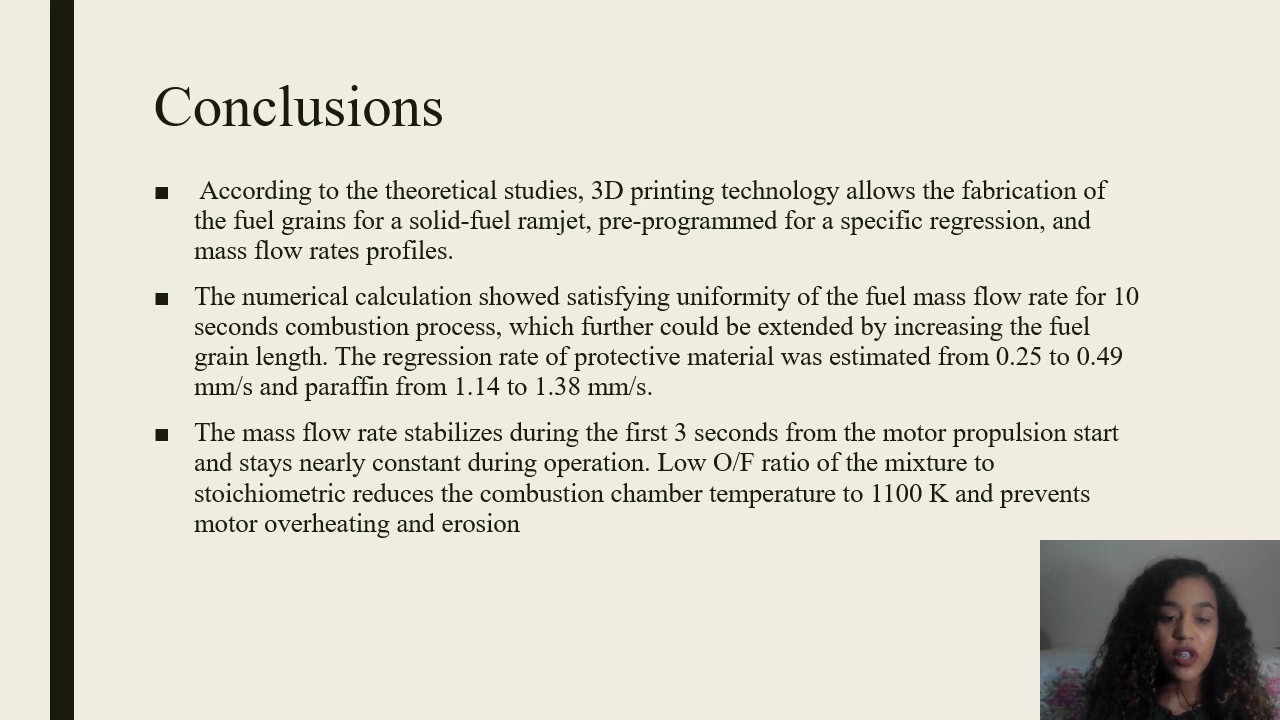 Conclusions
■ According to the theoretical studies, 3D printing technology allows the fabrication of
the fuel grains for a solid-fuel ramjet, pre-programmed for a specific regression, and
mass flow rates profiles.
■ The numerical calculation showed satisfying uniformity of the fuel mass flow rate for 10
seconds combustion process, which further could be extended by increasing the fuel
grain length. The regression rate of protective material was estimated from 0.25 to 0.49
mm/s and paraffin from 1.14 to 1.38 mm/s.
■ The mass flow rate stabilizes during the first 3 seconds from the motor propulsion start
and stays nearly constant during operation. Low O/F ratio of the mixture to
stoichiometric reduces the combustion chamber temperature to 1100 K and prevents
motor overheating and erosion